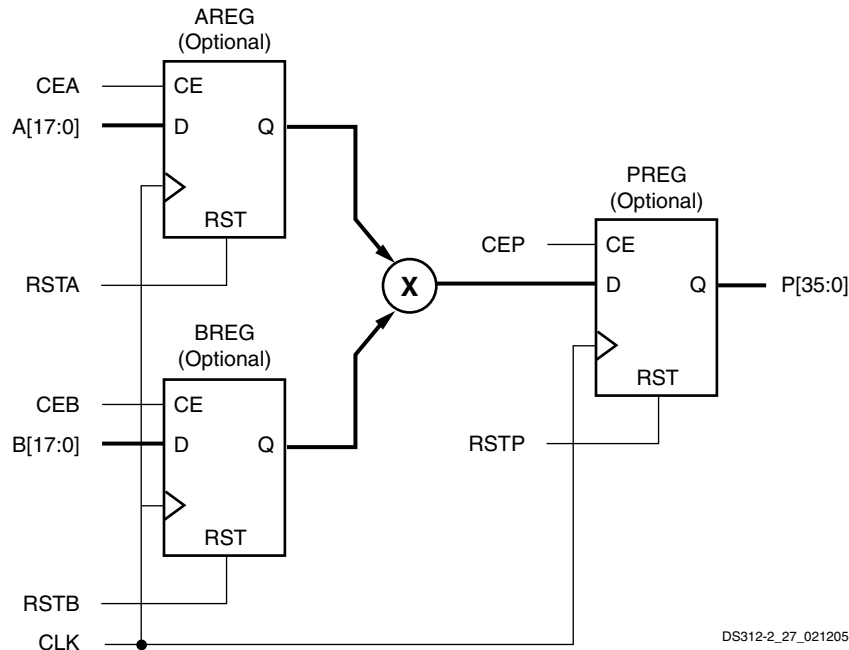 AREG
(Optional)
CEA
CE
A[17:0]
D
Q
RST
RSTA
BREG
(Optional)
CEB
CE
B[17:0]
D
Q
RST
RSTB
CLK
X
PREG
(Optional)
CEP
CE
D
Q
P[35:0]
RST
RSTP
DS312-2_27_021205